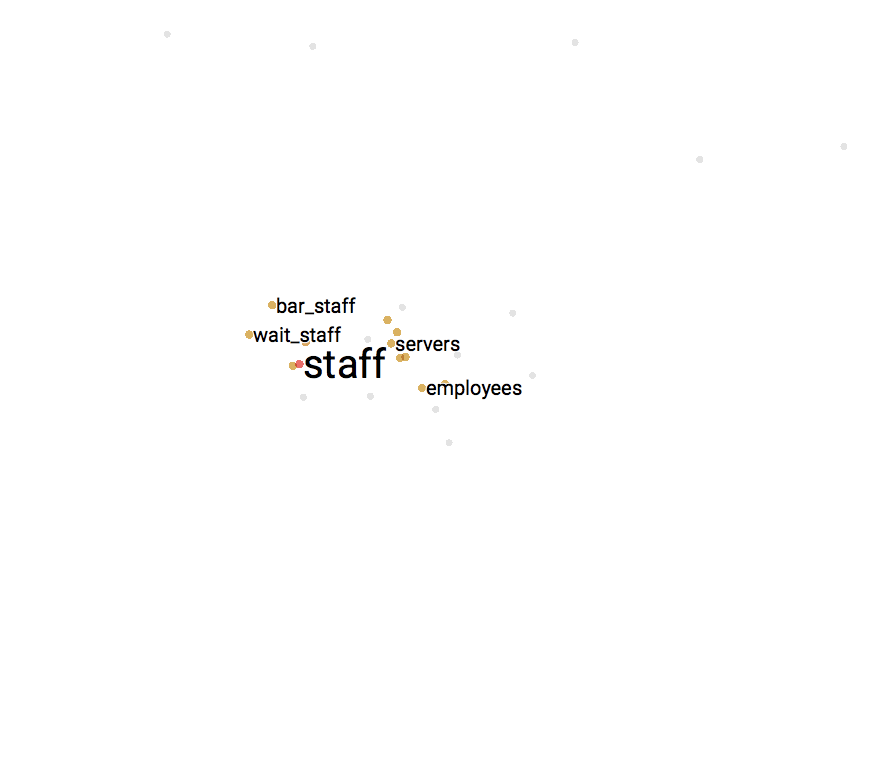 bar_staff
wait_staff
servers
staff
employees